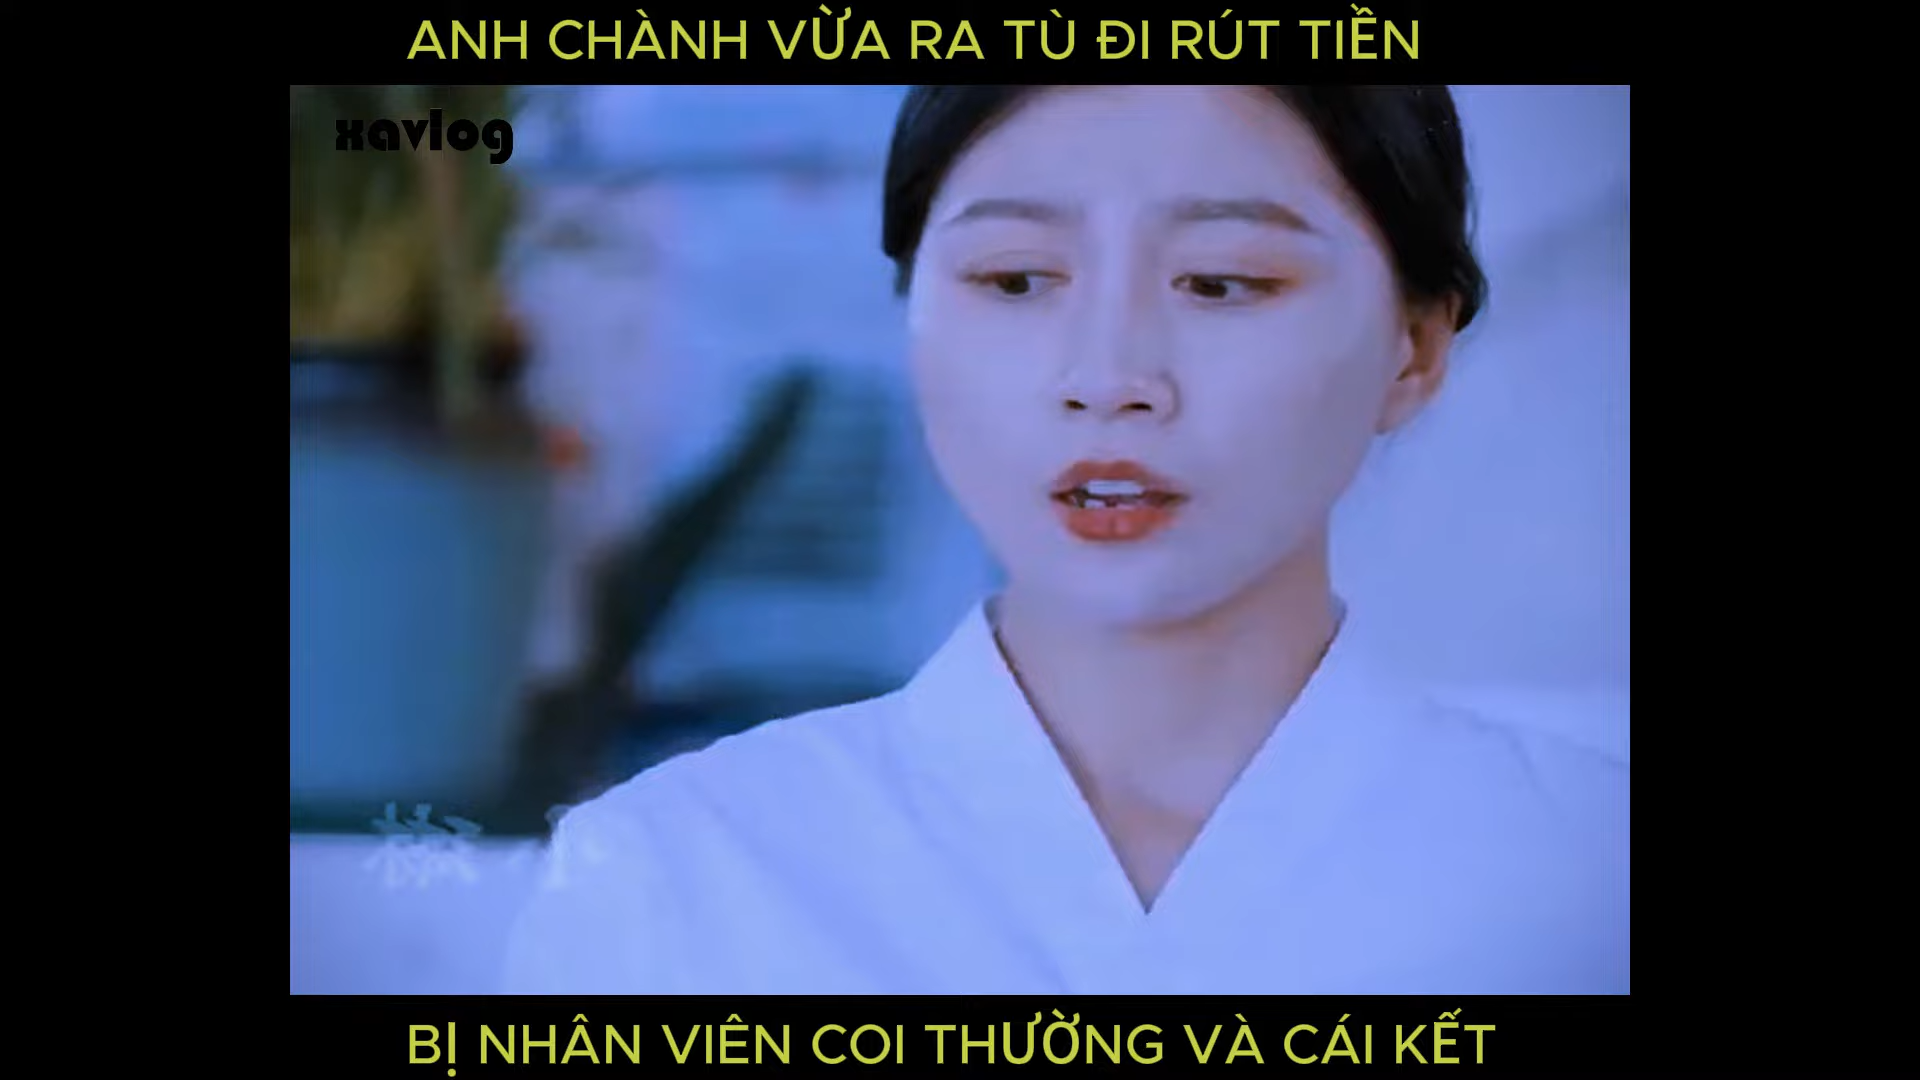 ANH CHÀNH VỪA RA TÙ ĐI RÚT TIỀN
xavlog
BỊ NHÂN VIÊN COI THƯỜNG VÀ CÁI KẾT